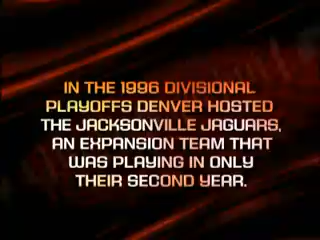 IN THE 1996 DIVISIONAL
PLAYOFFS DENVER HOSTED
THE JACKSONVILLE JAGUARS,
AN EXPANSION TEAM THAT
WAS PLAYING IN ONLY
THEIR SECOND YEAR.